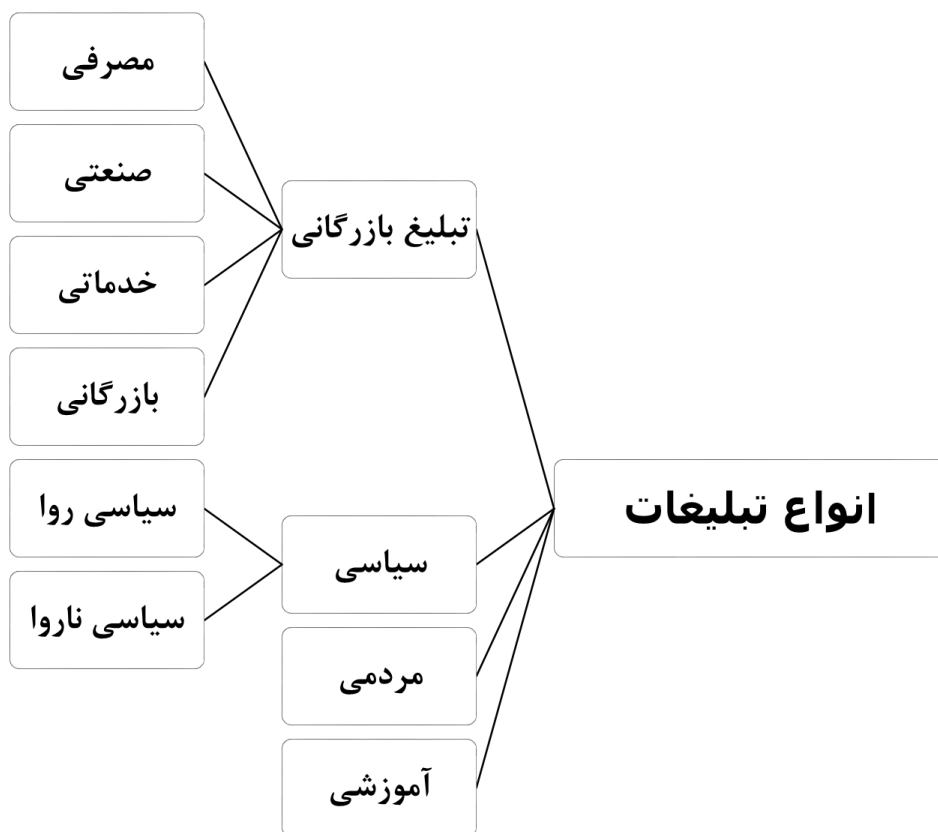 انواع تبلیغات
تبلیغ بازرگانی
مصرفی
صنعتی
خدماتی
بازرگانی
سیاسی
سیاسی روا
سیاسی ناروا
مردمی
آموزشی